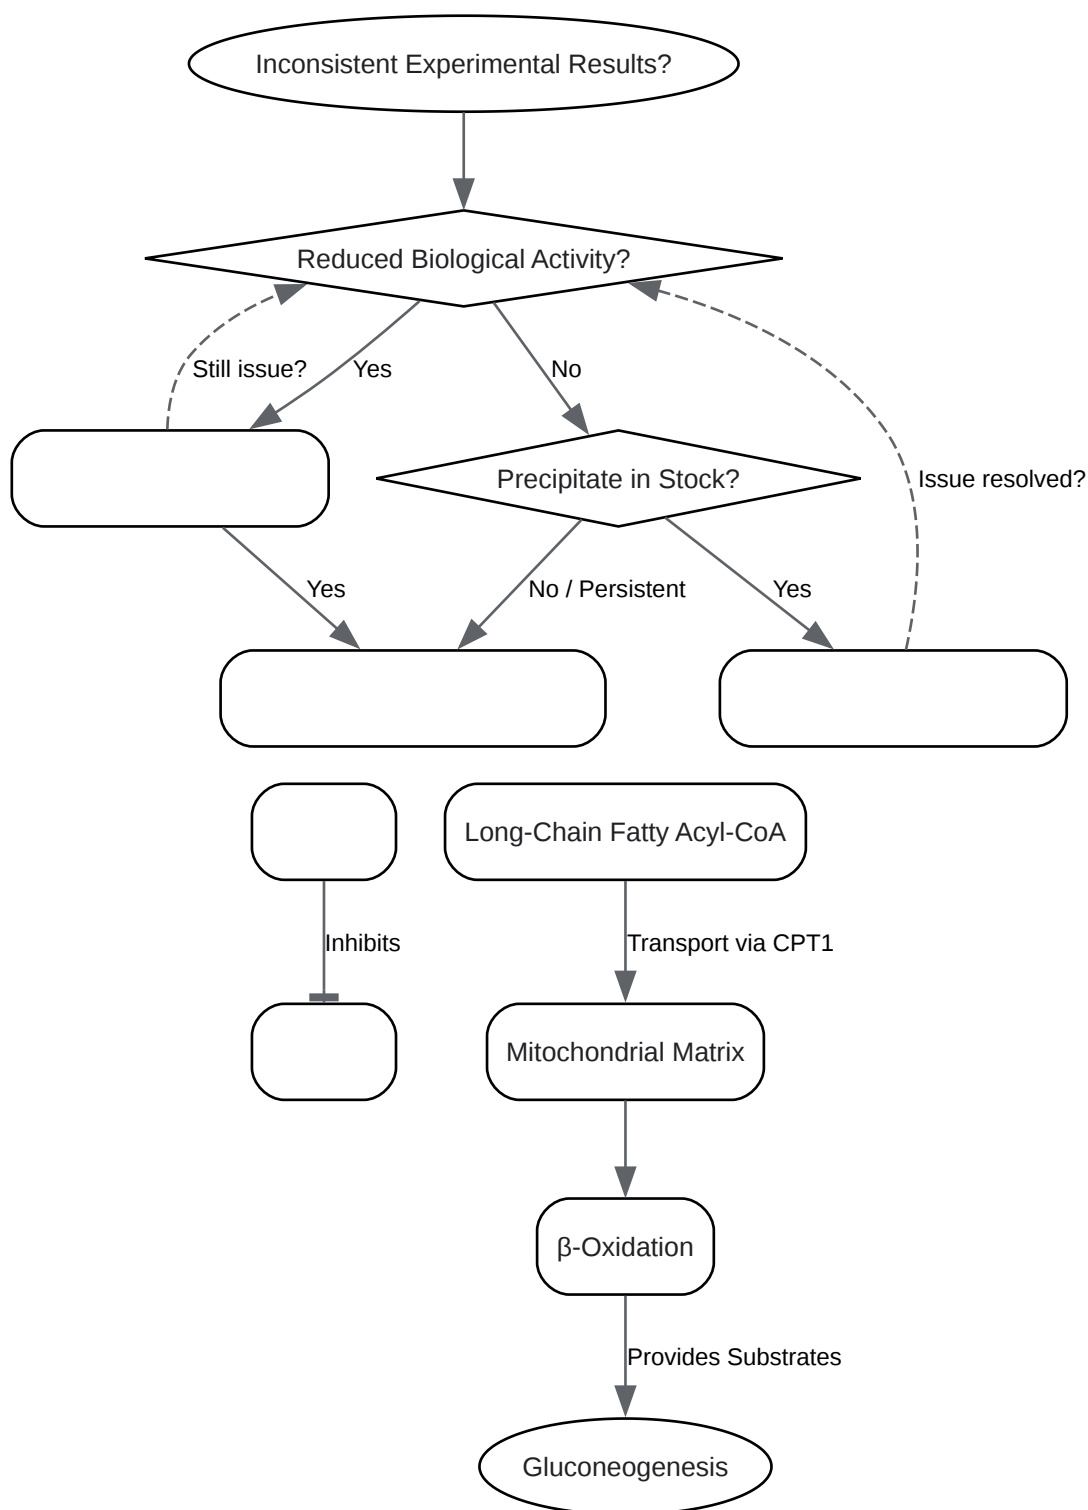 Inconsistent Experimental Results?
Reduced Biological Activity?
Still issue?
Yes
No
Precipitate in Stock?
Issue resolved?
Yes
No / Persistent
Yes
Long-Chain Fatty Acyl-CoA
Inhibits
Transport via CPT1
Mitochondrial Matrix
β-Oxidation
Provides Substrates
Gluconeogenesis